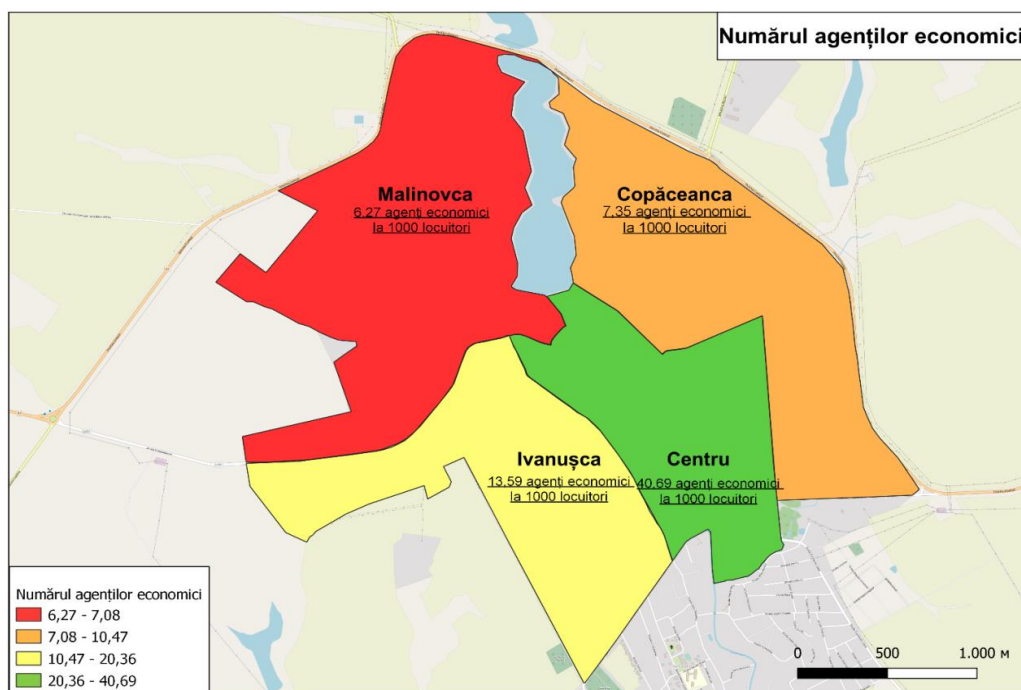 Numărul agenților economici
Malinovca
6,27 agenți economici
la 1000 locuitori
Copăceanca
7,35 agenți economici
la 1000 locuitori
Ivanușca
13,59 agenți economici
la 1000 locuitori
Centru
40,69 agenți economici
la 1000 locuitori
Numărul agenților economici
6,27 - 7,08
7,08 - 10,47
10,47 - 20,36
20,36 - 40,69
0 500 1.000 м